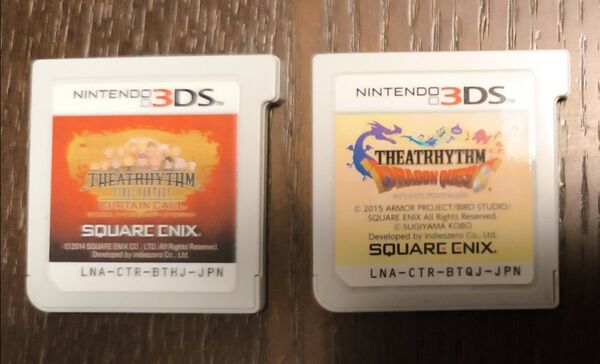 NINTENDO 3DS™
THEATRHYTHM
FINAL FANTASY
CURTAIN CALL
SQUARE ENIX
© 2014 SQUARE ENIX CO., LTD. All Rights Reserved.
Developed by indieszero Co., Ltd.
LNA-CTR-BTHJ-JPN
NINTENDO 3DS™
THEATRHYTHM
DRAGON QUEST
© 2015 ARMOR PROJECT/BIRD STUDIO/
SQUARE ENIX All Rights Reserved.
© SUGIYAMA KOBO
Developed by indieszero Co., Ltd.
SQUARE ENIX
LNA-CTR-BTQJ-JPN